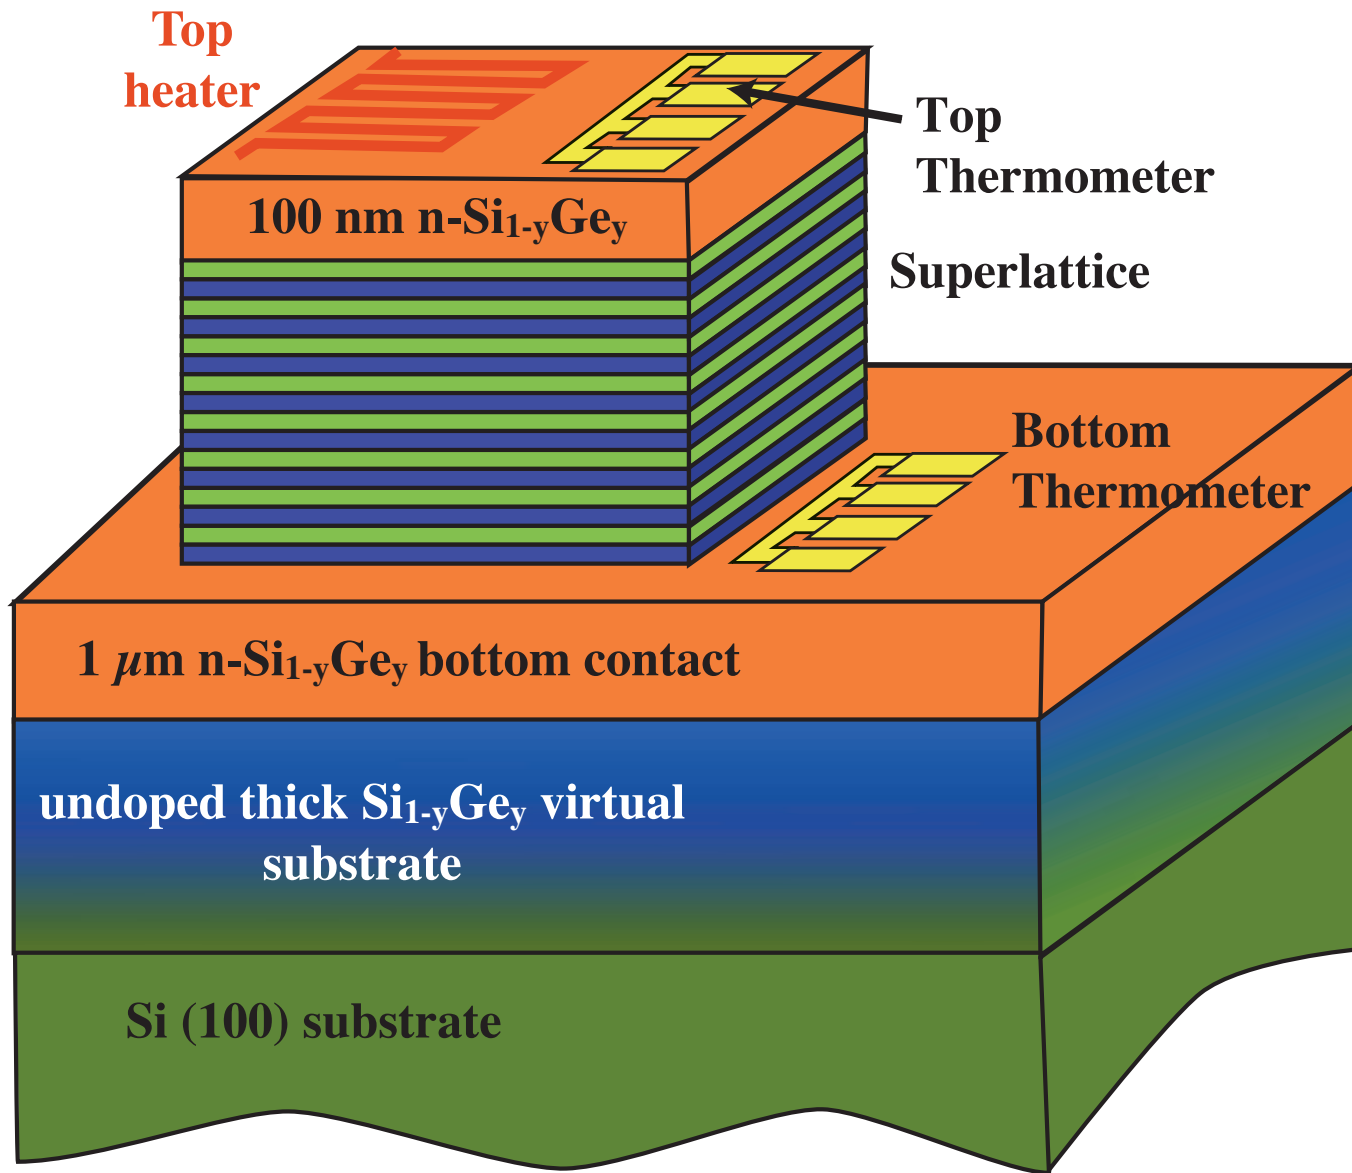 Top
heater
Top
Thermometer
100 nm n-Si₁₋yGey
Superlattice
Bottom
Thermometer
1 µm n-Si₁₋yGey bottom contact
undoped thick Si₁₋yGey virtual
substrate
Si (100) substrate